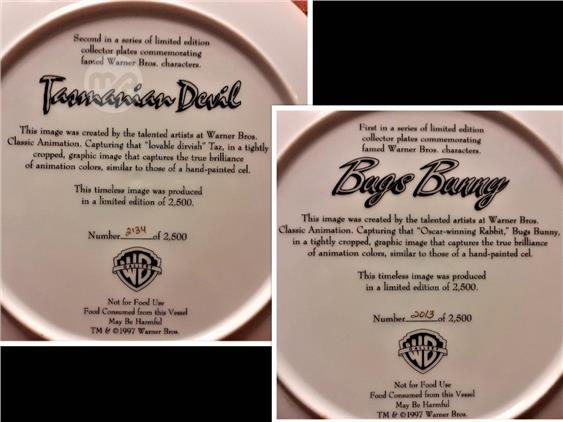 Second in a series of limited edition
collector plates commemorating
famed Warner Bros. characters.
Tasmanian Devil
This image was created by the talented artists at Warner Bros.
Classic Animation. Capturing that "lovable dirvish" Taz, in a tightly
cropped, graphic image that captures the true brilliance
of animation colors, similar to those of a hand-painted cel.
This timeless image was produced
in a limited edition of 2,500.
Number 2134 of 2,500
WB
GALLERY
Not for Food Use
Food Consumed from this Vessel
May Be Harmful
TM & ©1997 Warner Bros.
First in a series of limited edition
collector plates commemorating
famed Warner Bros. characters.
Bugs Bunny
This image was created by the talented artists at Warner Bros.
Classic Animation. Capturing that "Oscar-winning Rabbit," Bugs Bunny,
in a tightly cropped, graphic image that captures the true brilliance
of animation colors, similar to those of a hand-painted cel.
This timeless image was produced
in a limited edition of 2,500.
Number 2013 of 2,500
WB
GALLERY
Not for Food Use
Food Consumed from this Vessel
May Be Harmful
TM & ©1997 Warner Bros.